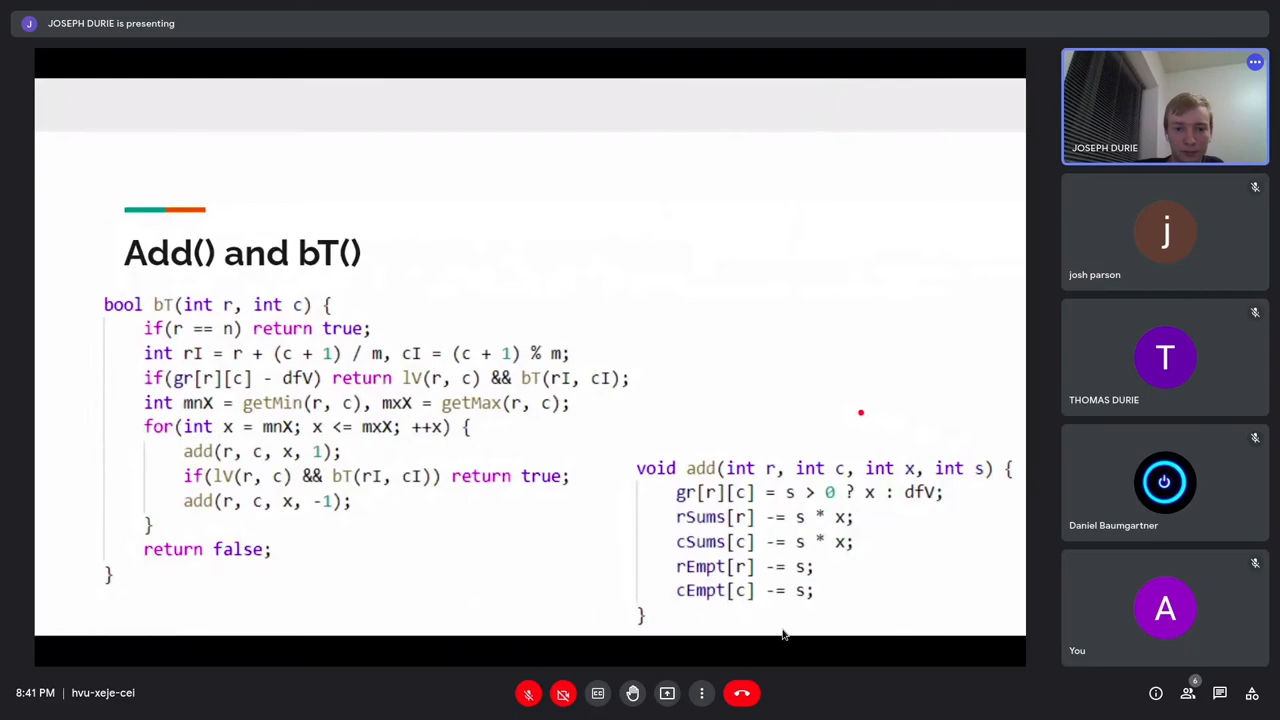 J JOSEPH DURIE is presenting
Add() and bT()
bool bT(int r, int c) {
if(r == n) return true;
int rI = r + (c + 1) / m, cI = (c + 1) % m;
if(gr[r][c] - dfV) return lV(r, c) && bT(rI, cI);
int mnX = getMin(r, c), mxX = getMax(r, c);
for(int x = mnX; x <= mxX; ++x) {
add(r, c, x, 1);
if(lV(r, c) && bT(rI, cI)) return true;
add(r, c, x, -1);
}
return false;
}
void add(int r, int c, int x, int s) {
gr[r][c] = s > 0 ? x : dfV;
rSums[r] -= s * x;
cSums[c] -= s * x;
rEmpt[r] -= s;
cEmpt[c] -= s;
}
JOSEPH DURIE
j
josh parson
T
THOMAS DURIE
Daniel Baumgartner
A
You
8:41 PM | hvu-xeje-cei
6